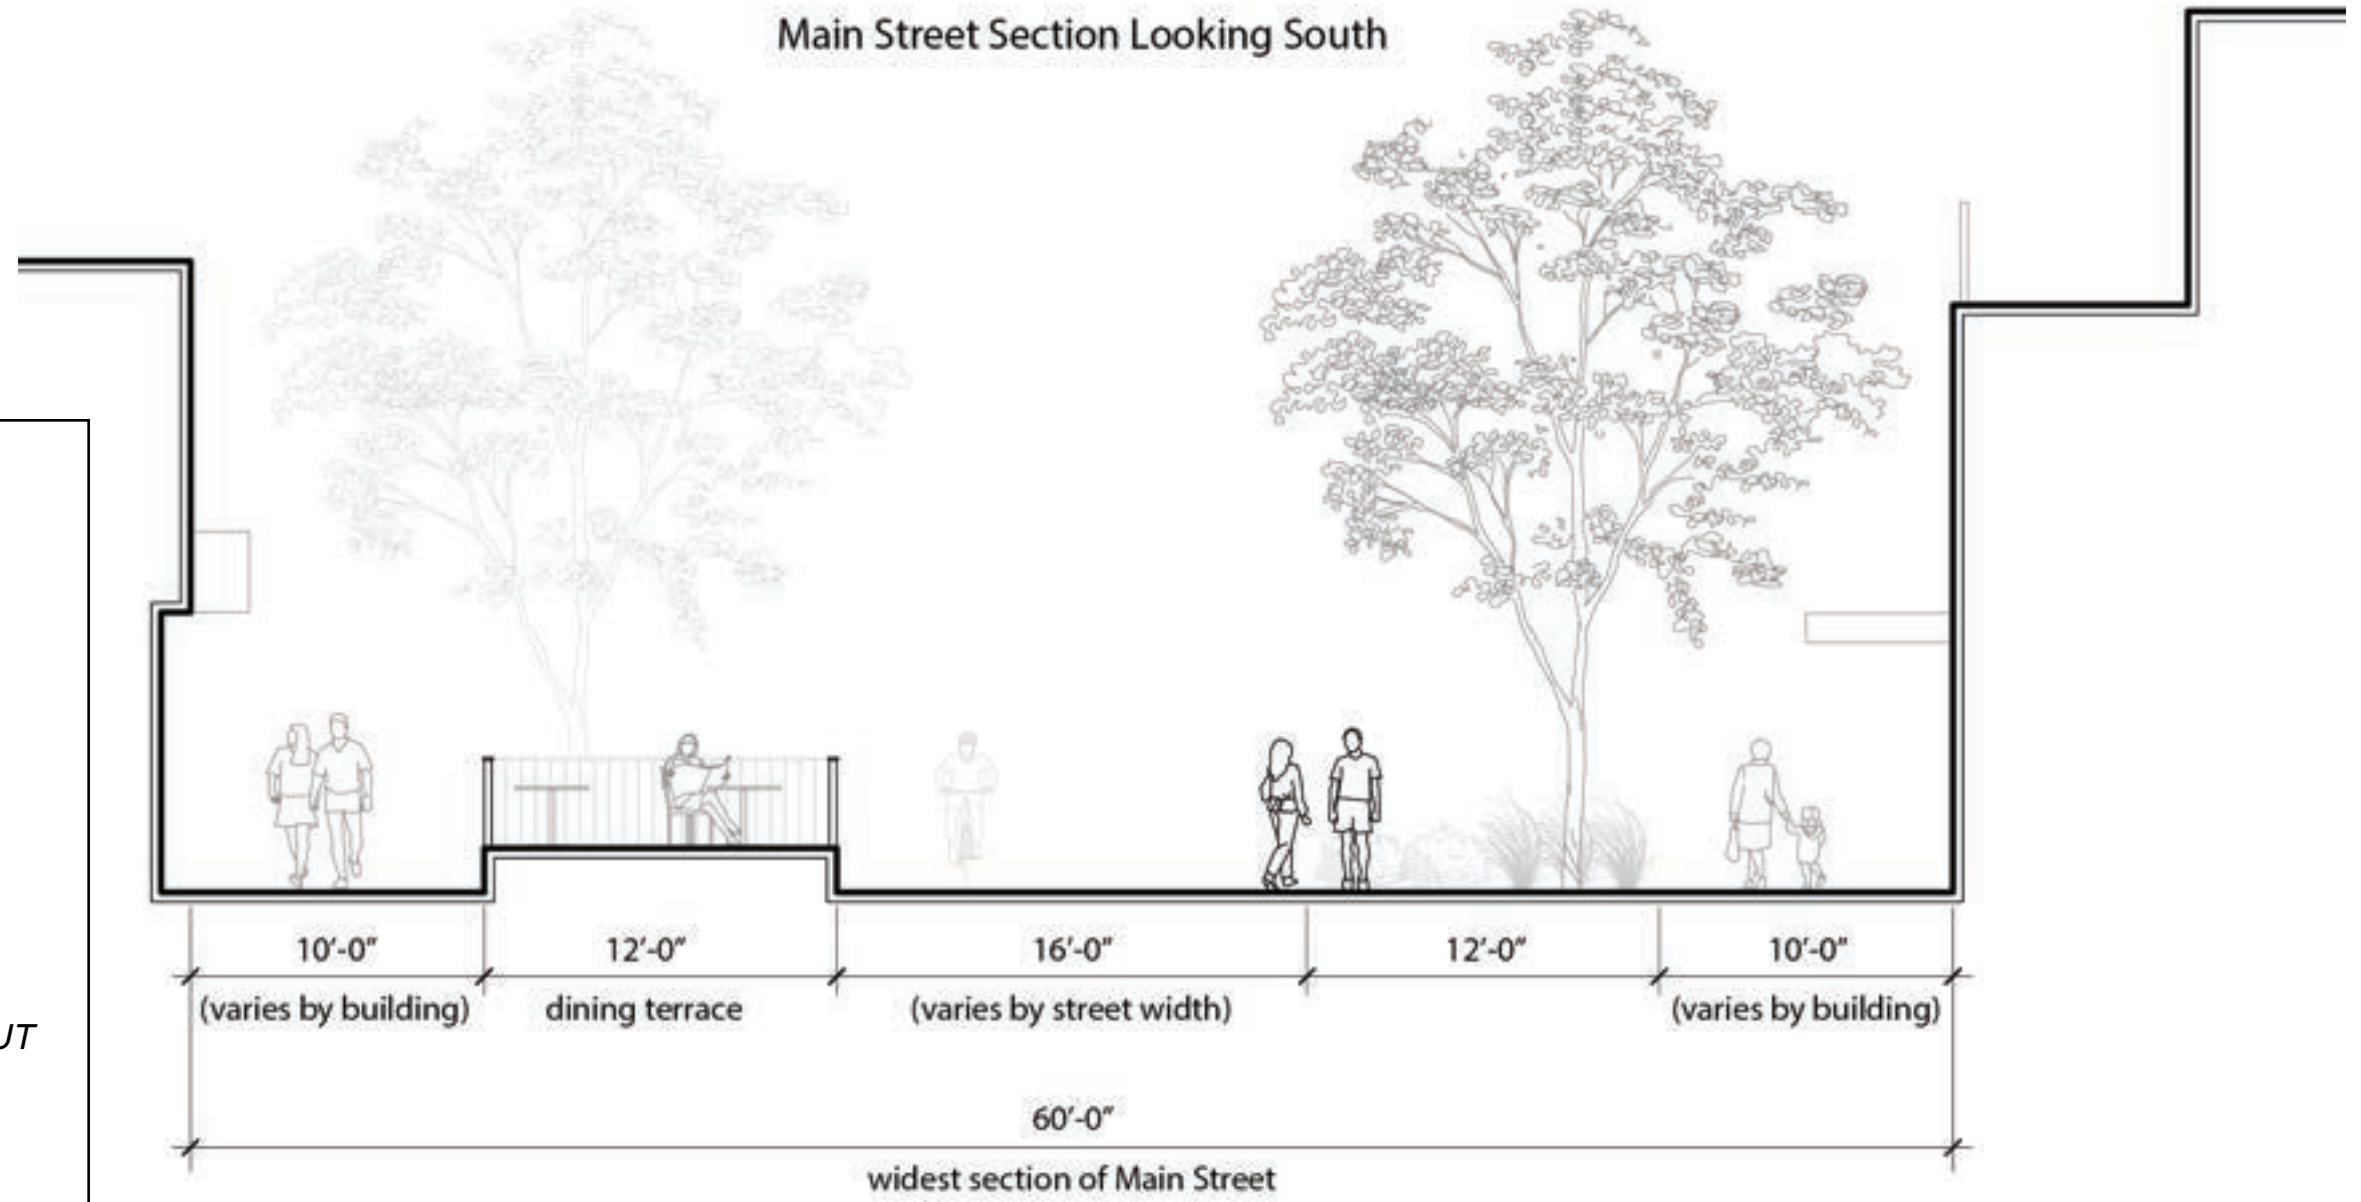 Main Street Section Looking South
10'-0" 12'-0" 16'-0" 12'-0" 10'-0"
(varies by building) dining terrace (varies by street width) (varies by building)
UT
60'-0"
widest section of Main Street